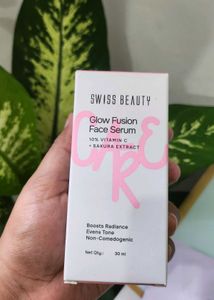 SWISS BEAUTY
Glow Fusion
Face Serum
10% VITAMIN C
+ SAKURA EXTRACT
CARE
Boosts Radiance
Evens Tone
Non-Comedogenic
Net Qty.: 30 ml